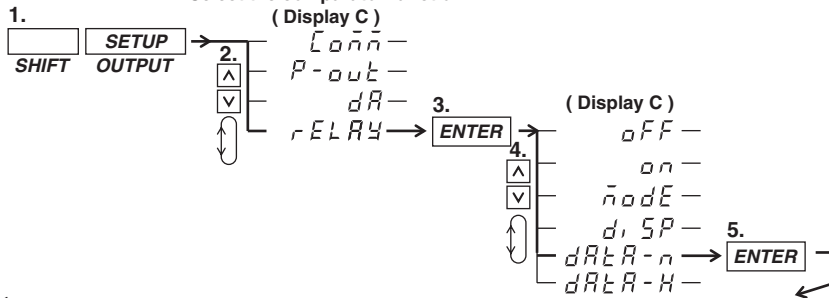 1.
( Display C )
SETUP
SHIFT OUTPUT
2.
Comm
P-out
dA
rELAY
3.
ENTER
( Display C )
4.
oFF
on
modE
diSP
dAtA-n
dAtA-H
5.
ENTER